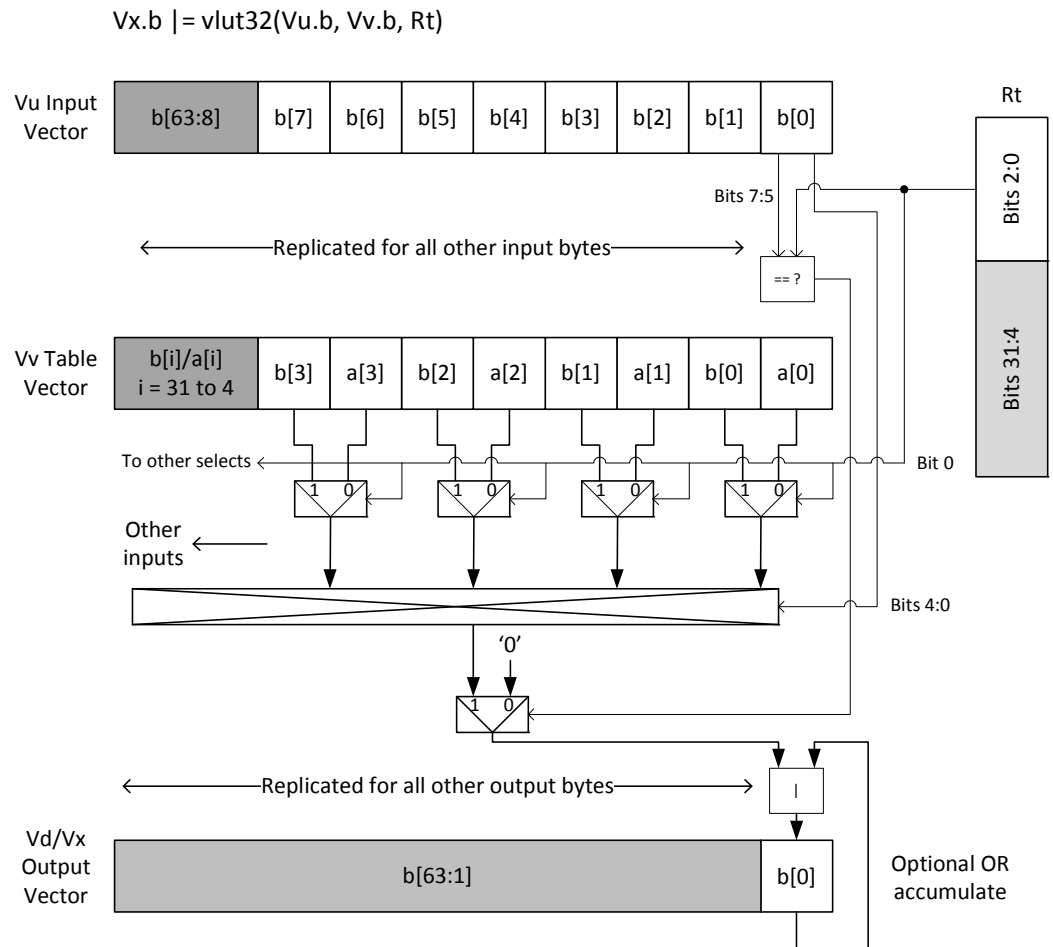 Vx.b |= vlut32(Vu.b, Vv.b, Rt)
Vu Input
Vector
b[63:8]
b[7]
b[6]
b[5]
b[4]
b[3]
b[2]
b[1]
b[0]
Rt
Bits 2:0
Bits 31:4
Bits 7:5
Replicated for all other input bytes
== ?
Vv Table
Vector
b[i]/a[i]
i = 31 to 4
b[3]
a[3]
b[2]
a[2]
b[1]
a[1]
b[0]
a[0]
To other selects
Bit 0
1 0
1 0
1 0
1 0
Other
inputs
Bits 4:0
‘0’
1 0
Replicated for all other output bytes
|
Vd/Vx
Output
Vector
b[63:1]
b[0]
Optional OR
accumulate